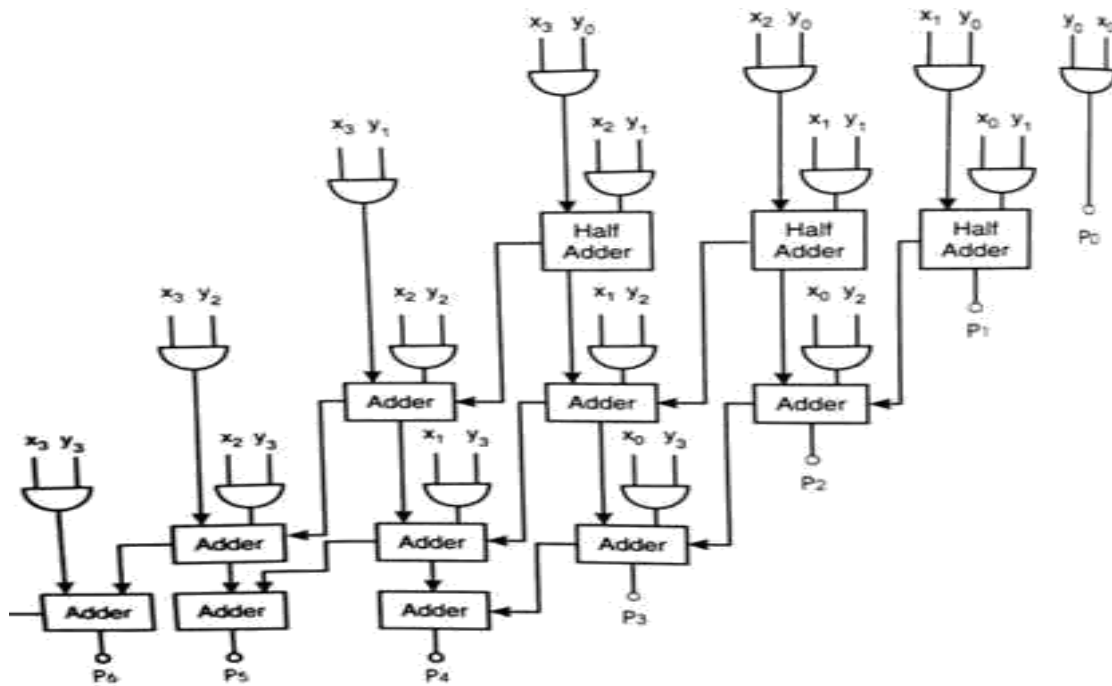 x₃ y₀ x₂ y₀ x₁ y₀ y₀ x₀
x₃ y₁ x₂ y₁ x₁ y₁ x₀ y₁
Half Adder Half Adder Half Adder P₀
x₃ y₂ x₂ y₂ x₁ y₂ x₀ y₂ P₁
Adder Adder Adder
x₃ y₃ x₂ y₃ x₁ y₃ x₀ y₃ P₂
Adder Adder Adder
Adder Adder Adder P₃
P₆ P₅ P₄